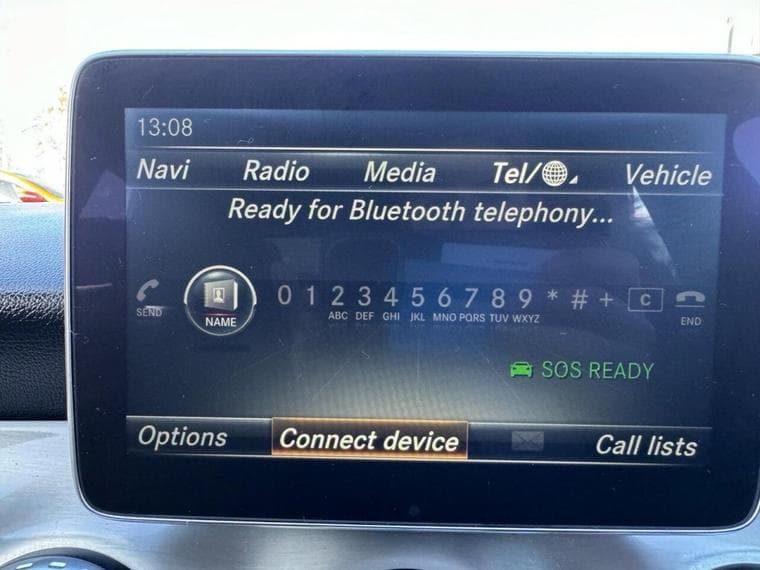 13:08
Navi Radio Media Tel/ Vehicle
Ready for Bluetooth telephony...
SEND NAME 0 1 2 3 4 5 6 7 8 9 * # + C END
ABC DEF GHI JKL MNO PQRS TUV WXYZ
SOS READY
Options Connect device Call lists